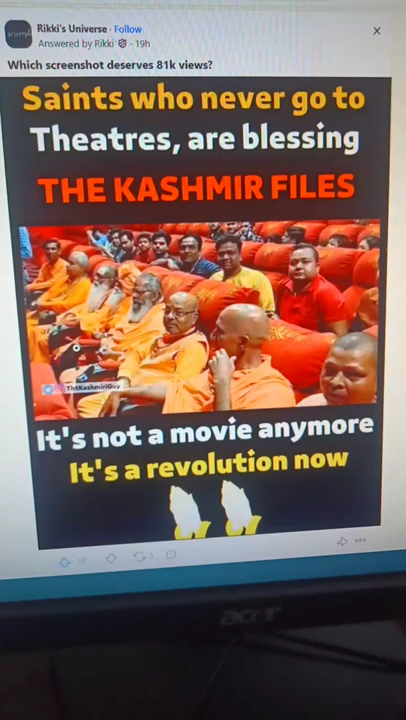 Rikki's Universe · Follow
Answered by Rikki · 19h
Which screenshot deserves 81k views?
Saints who never go to
Theatres, are blessing
THE KASHMIR FILES
TheKashmiriGuy
It's not a movie anymore
It's a revolution now
acer